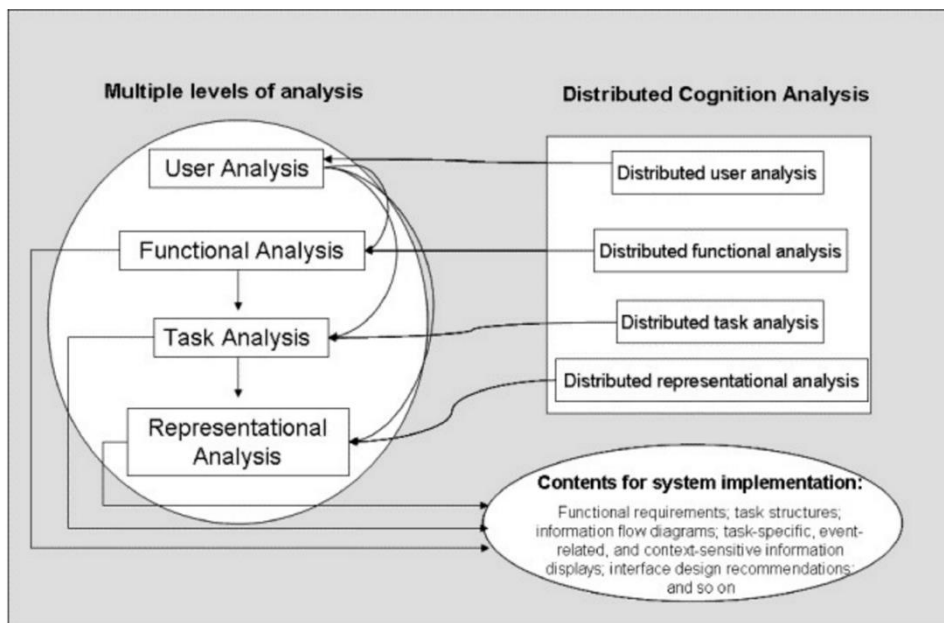 Multiple levels of analysis
User Analysis
Functional Analysis
Task Analysis
Representational
Analysis
Distributed Cognition Analysis
Distributed user analysis
Distributed functional analysis
Distributed task analysis
Distributed representational analysis
Contents for system implementation:
Functional requirements; task structures;
information flow diagrams; task-specific, event-
related, and context-sensitive information
displays; interface design recommendations;
and so on